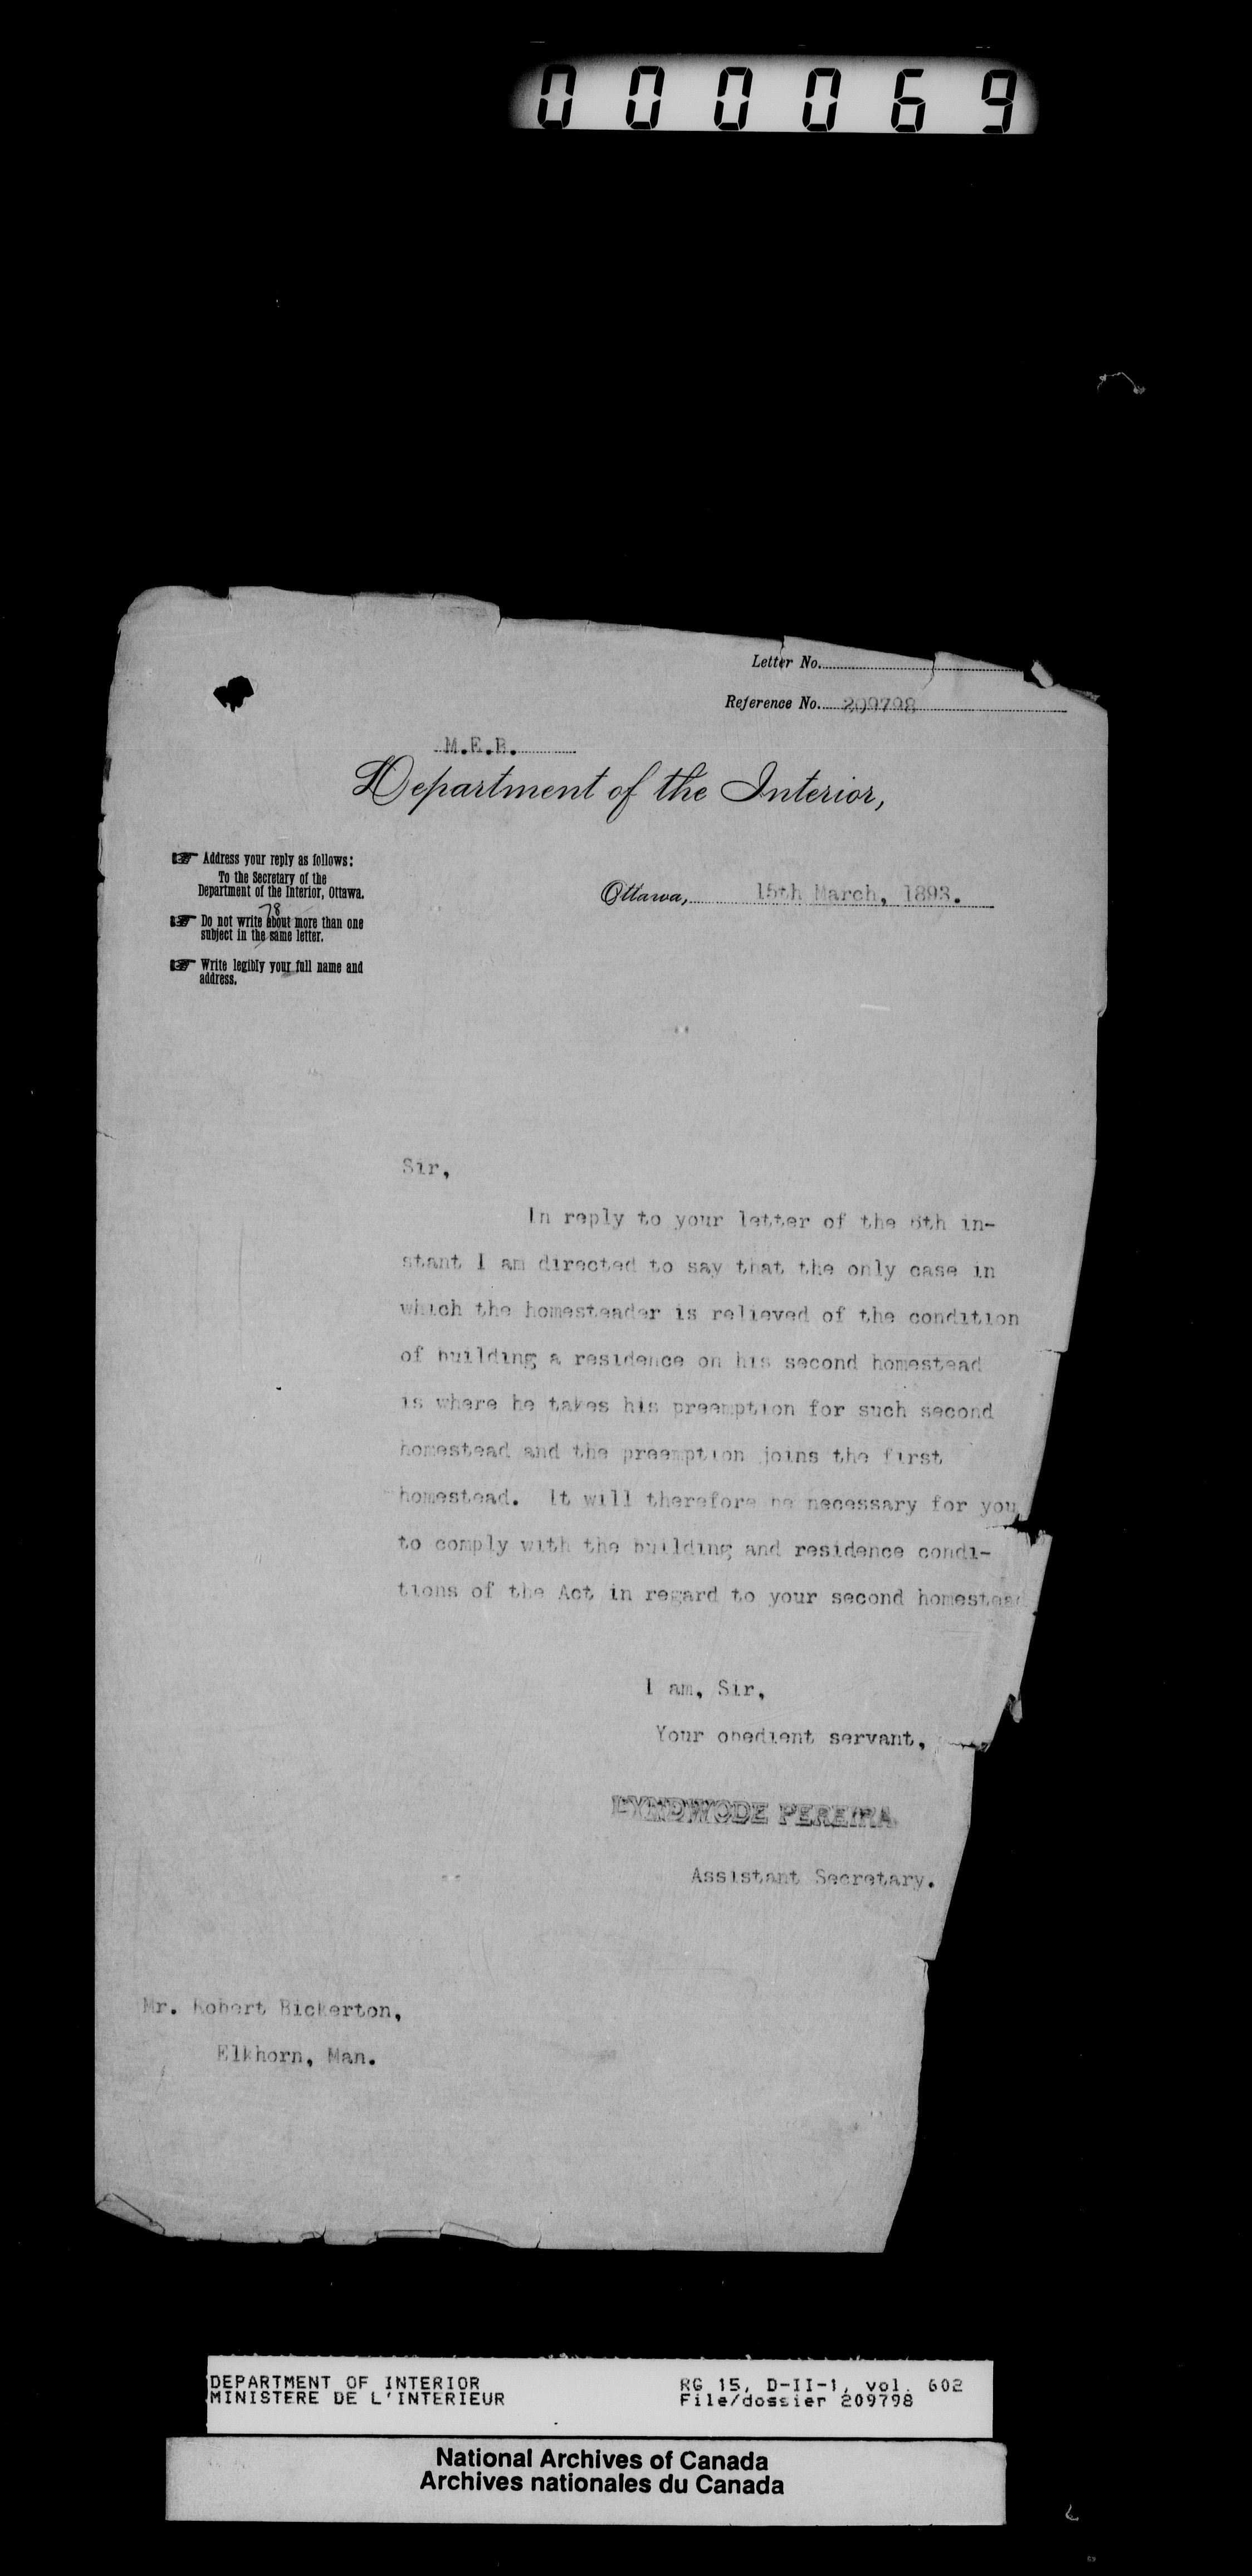 000069
Letter No.
Reference No. 209798
M.E.B.
Department of the Interior,
Address your reply as follows:
To the Secretary of the
Department of the Interior, Ottawa.
78
Do not write about more than one
subject in the same letter.
Write legibly your full name and
address.
Ottawa, 15th March, 1893.
Sir,
In reply to your letter of the 8th in-
stant I am directed to say that the only case in
which the homesteader is relieved of the condition
of building a residence on his second homestead
is where he takes his preemption for such second
homestead and the preemption joins the first
homestead. It will therefore be necessary for you
to comply with the building and residence condi-
tions of the Act in regard to your second homestead
I am, Sir,
Your obedient servant,
LYNDWODE PEREIRA
Assistant Secretary.
Mr. Robert Bickerton,
Elkhorn, Man.
DEPARTMENT OF INTERIOR
MINISTERE DE L'INTERIEUR
RG 15, D-II-1, vol. 602
File/dossier 209798
National Archives of Canada
Archives nationales du Canada